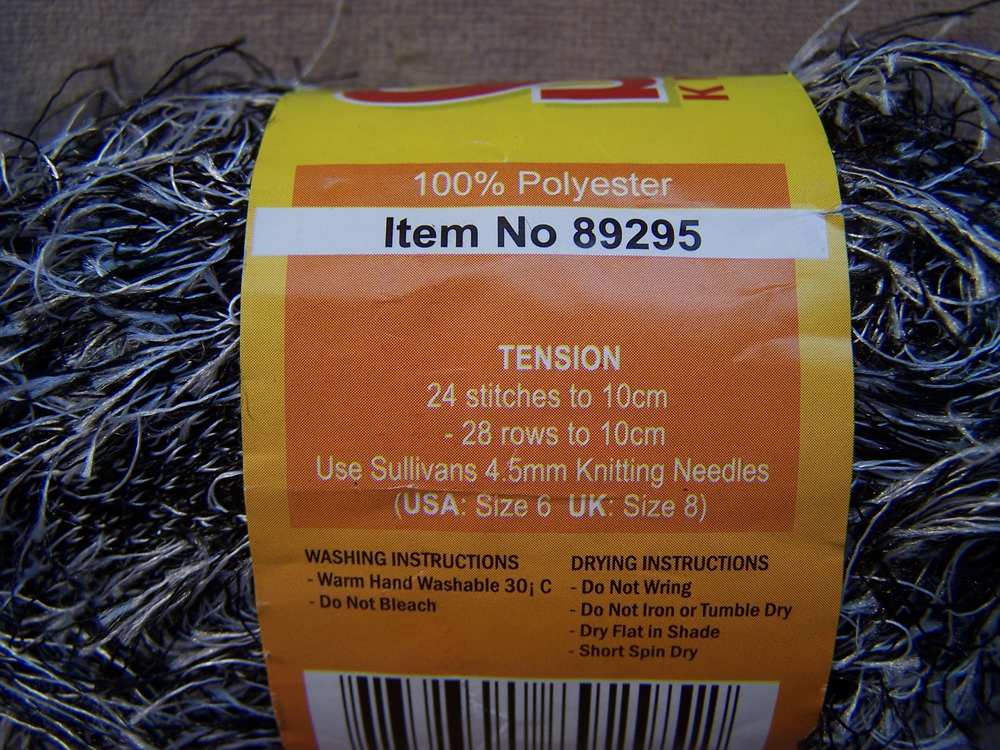 100% Polyester
Item No 89295
TENSION
24 stitches to 10cm
- 28 rows to 10cm
Use Sullivans 4.5mm Knitting Needles
(USA: Size 6 UK: Size 8)
WASHING INSTRUCTIONS
- Warm Hand Washable 30¡ C
- Do Not Bleach
DRYING INSTRUCTIONS
- Do Not Wring
- Do Not Iron or Tumble Dry
- Dry Flat in Shade
- Short Spin Dry